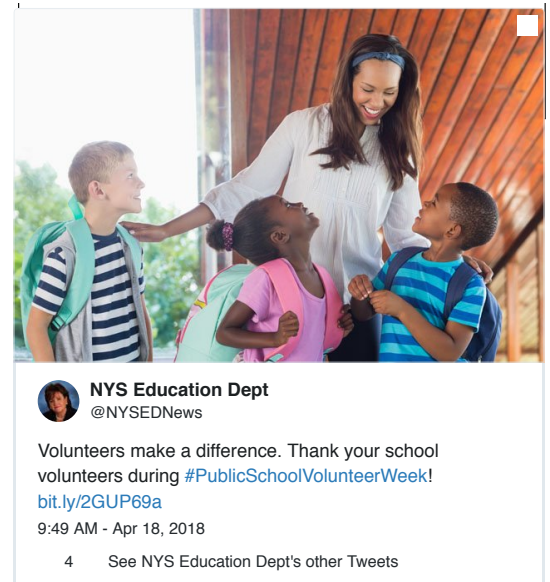 NYS Education Dept
@NYSEDNews
Volunteers make a difference. Thank your school
volunteers during #PublicSchoolVolunteerWeek!
bit.ly/2GUP69a
9:49 AM - Apr 18, 2018
4 See NYS Education Dept's other Tweets